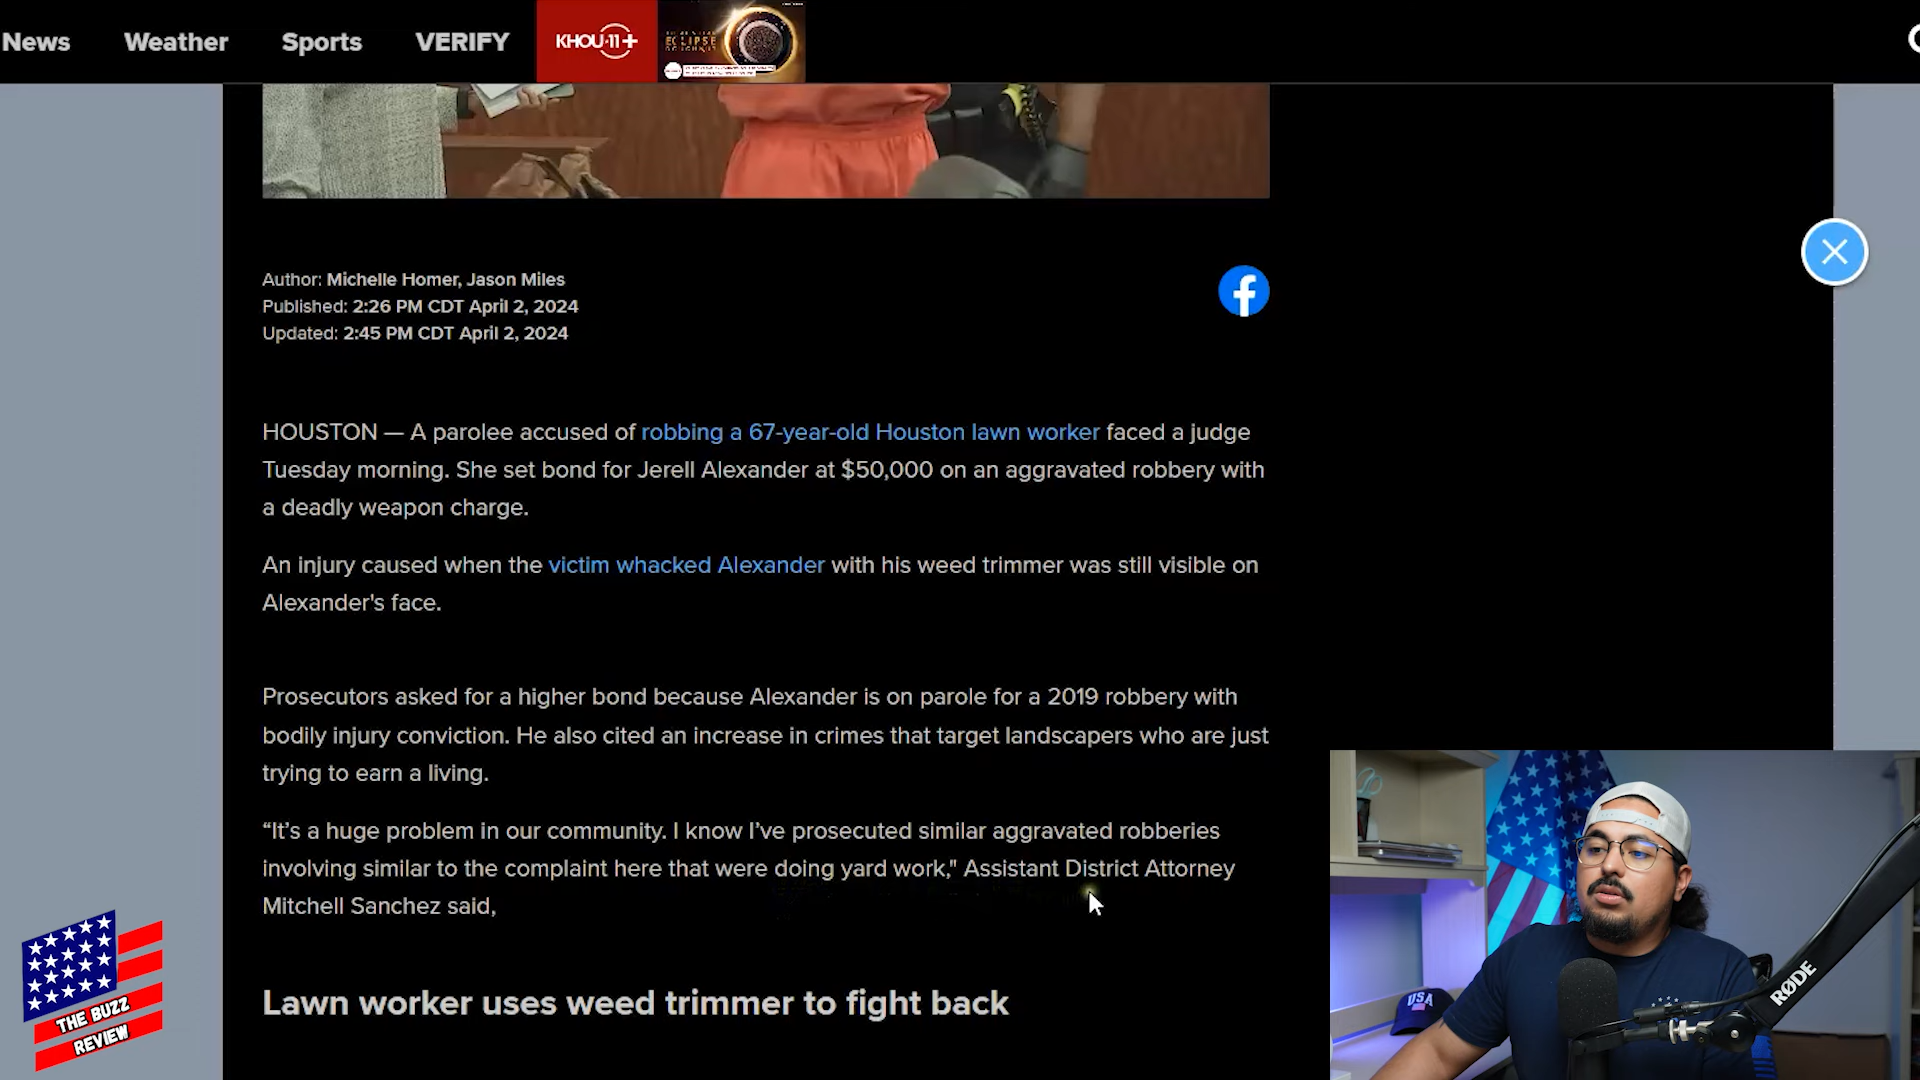 News Weather Sports VERIFY KHOU 11+ ECLIPSE
Author: Michelle Homer, Jason Miles
Published: 2:26 PM CDT April 2, 2024
Updated: 2:45 PM CDT April 2, 2024
HOUSTON — A parolee accused of robbing a 67-year-old Houston lawn worker faced a judge
Tuesday morning. She set bond for Jerell Alexander at $50,000 on an aggravated robbery with
a deadly weapon charge.
An injury caused when the victim whacked Alexander with his weed trimmer was still visible on
Alexander's face.
Prosecutors asked for a higher bond because Alexander is on parole for a 2019 robbery with
bodily injury conviction. He also cited an increase in crimes that target landscapers who are just
trying to earn a living.
“It’s a huge problem in our community. I know I’ve prosecuted similar aggravated robberies
involving similar to the complaint here that were doing yard work," Assistant District Attorney
Mitchell Sanchez said,
Lawn worker uses weed trimmer to fight back
THE BUZZ
REVIEW
USA
RØDE